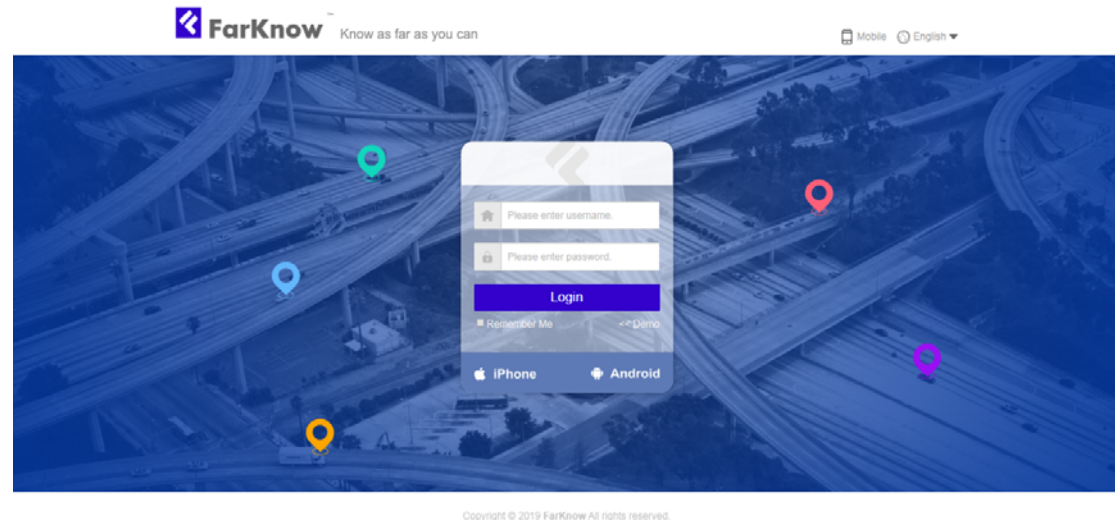 FarKnow™ Know as far as you can
Mobile English
Please enter username.
Please enter password.
Login
Remember Me << Demo
iPhone Android
Copyright © 2019 FarKnow All rights reserved.